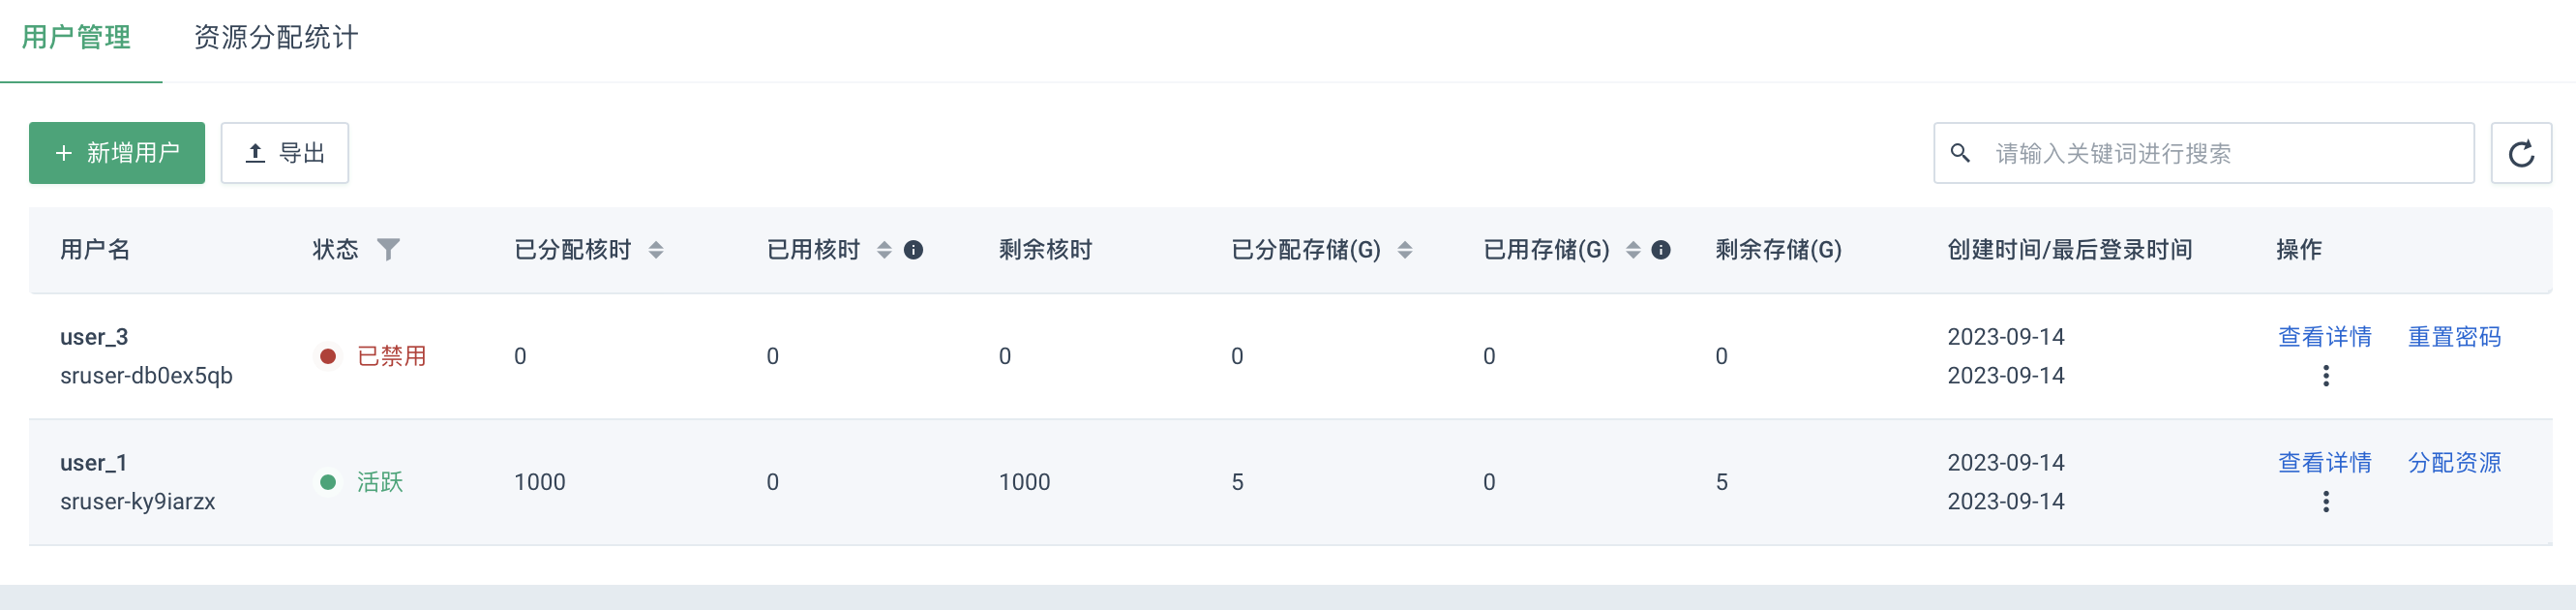 用户管理 资源分配统计
+ 新增用户 导出 请输入关键词进行搜索
用户名 状态 已分配核时 已用核时 剩余核时 已分配存储(G) 已用存储(G) 剩余存储(G) 创建时间/最后登录时间 操作
user_3 2023-09-14 查看详情 重置密码
已禁用 0 0 0 0 0 0
sruser-db0ex5qb 2023-09-14
user_1 2023-09-14 查看详情 分配资源
活跃 1000 0 1000 5 0 5
sruser-ky9iarzx 2023-09-14